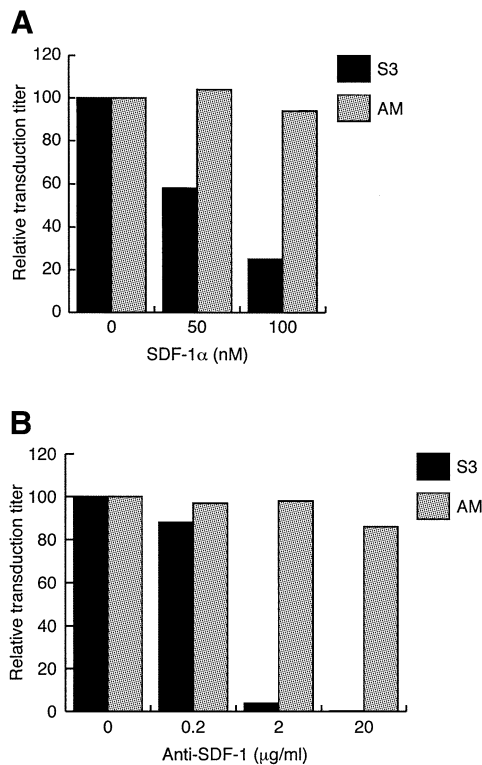 A
120
100
80
60
40
20
0
Relative transduction titer
0 50 100
SDF-1α (nM)
S3
AM
B
120
100
80
60
40
20
0
Relative transduction titer
0 0.2 2 20
Anti-SDF-1 (μg/ml)
S3
AM